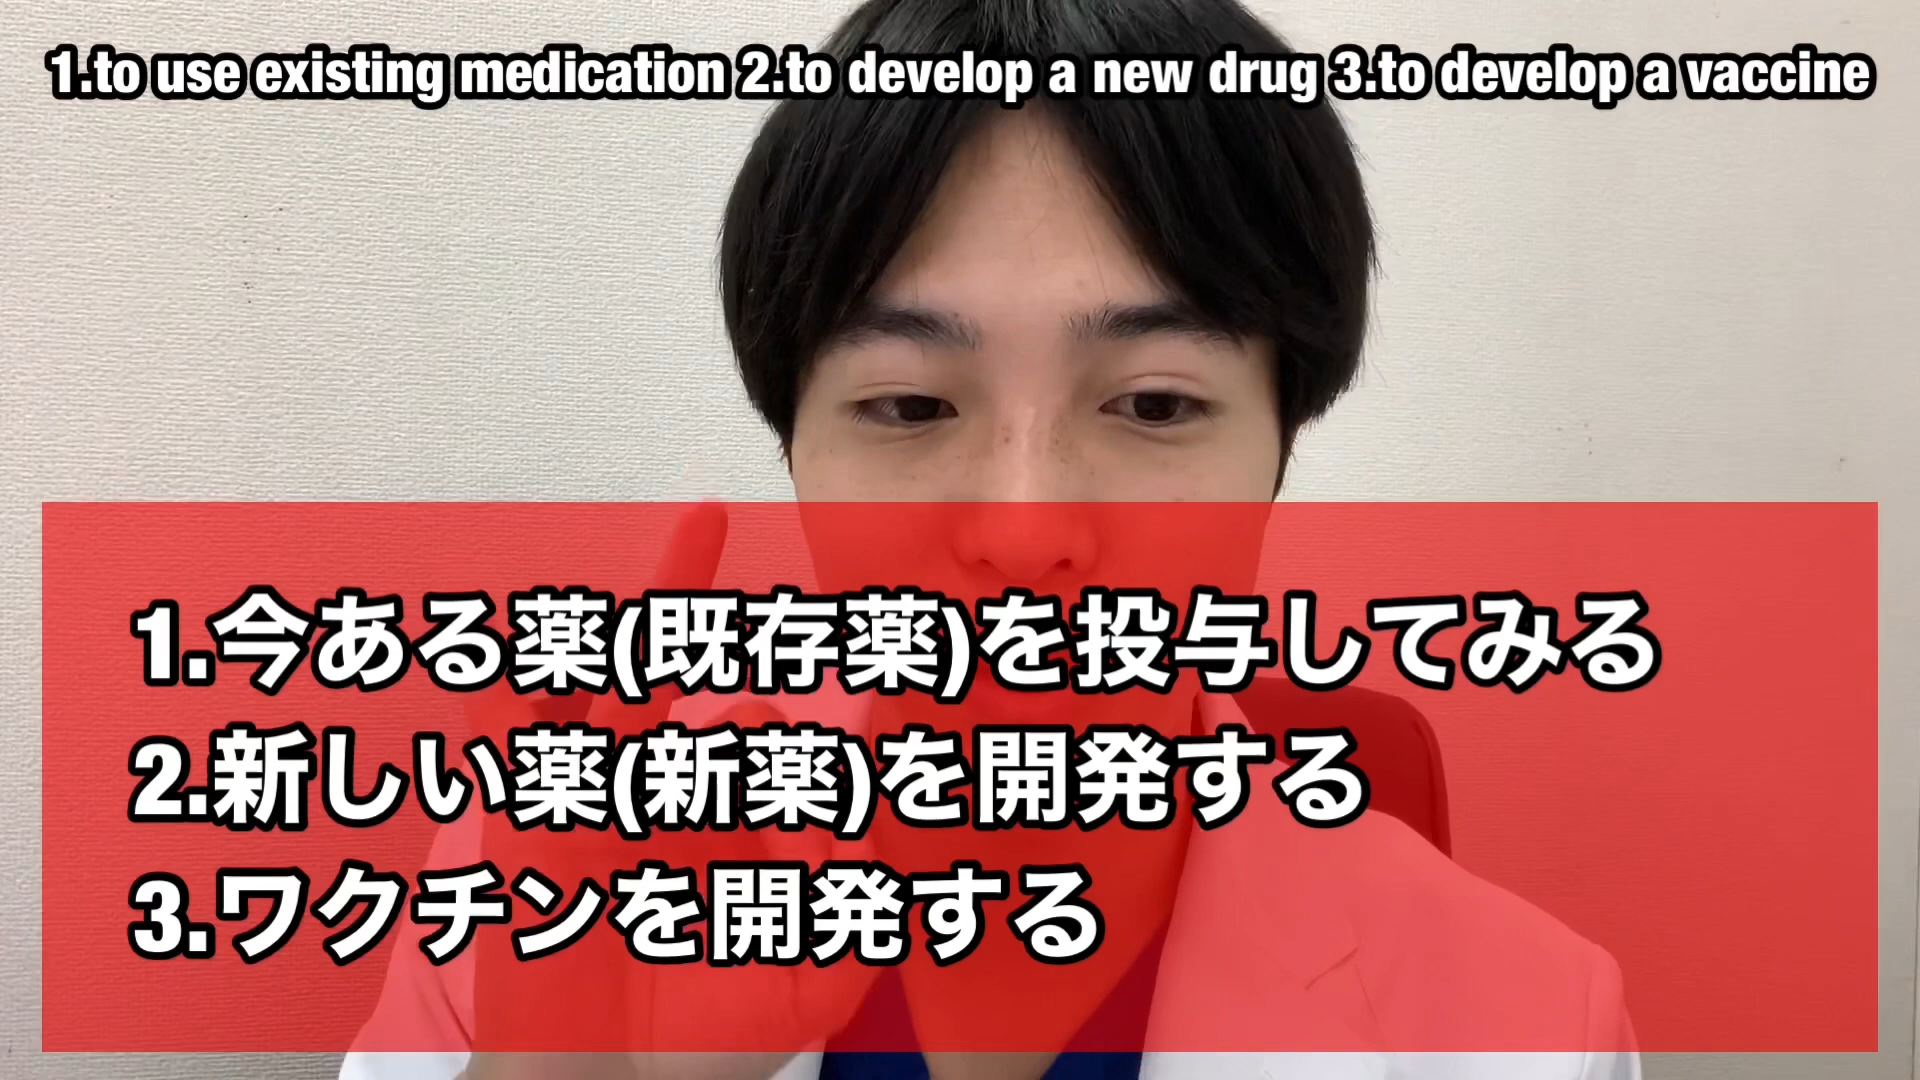 1.to use existing medication 2.to develop a new drug 3.to develop a vaccine
1.今ある薬(既存薬)を投与してみる
2.新しい薬(新薬)を開発する
3.ワクチンを開発する